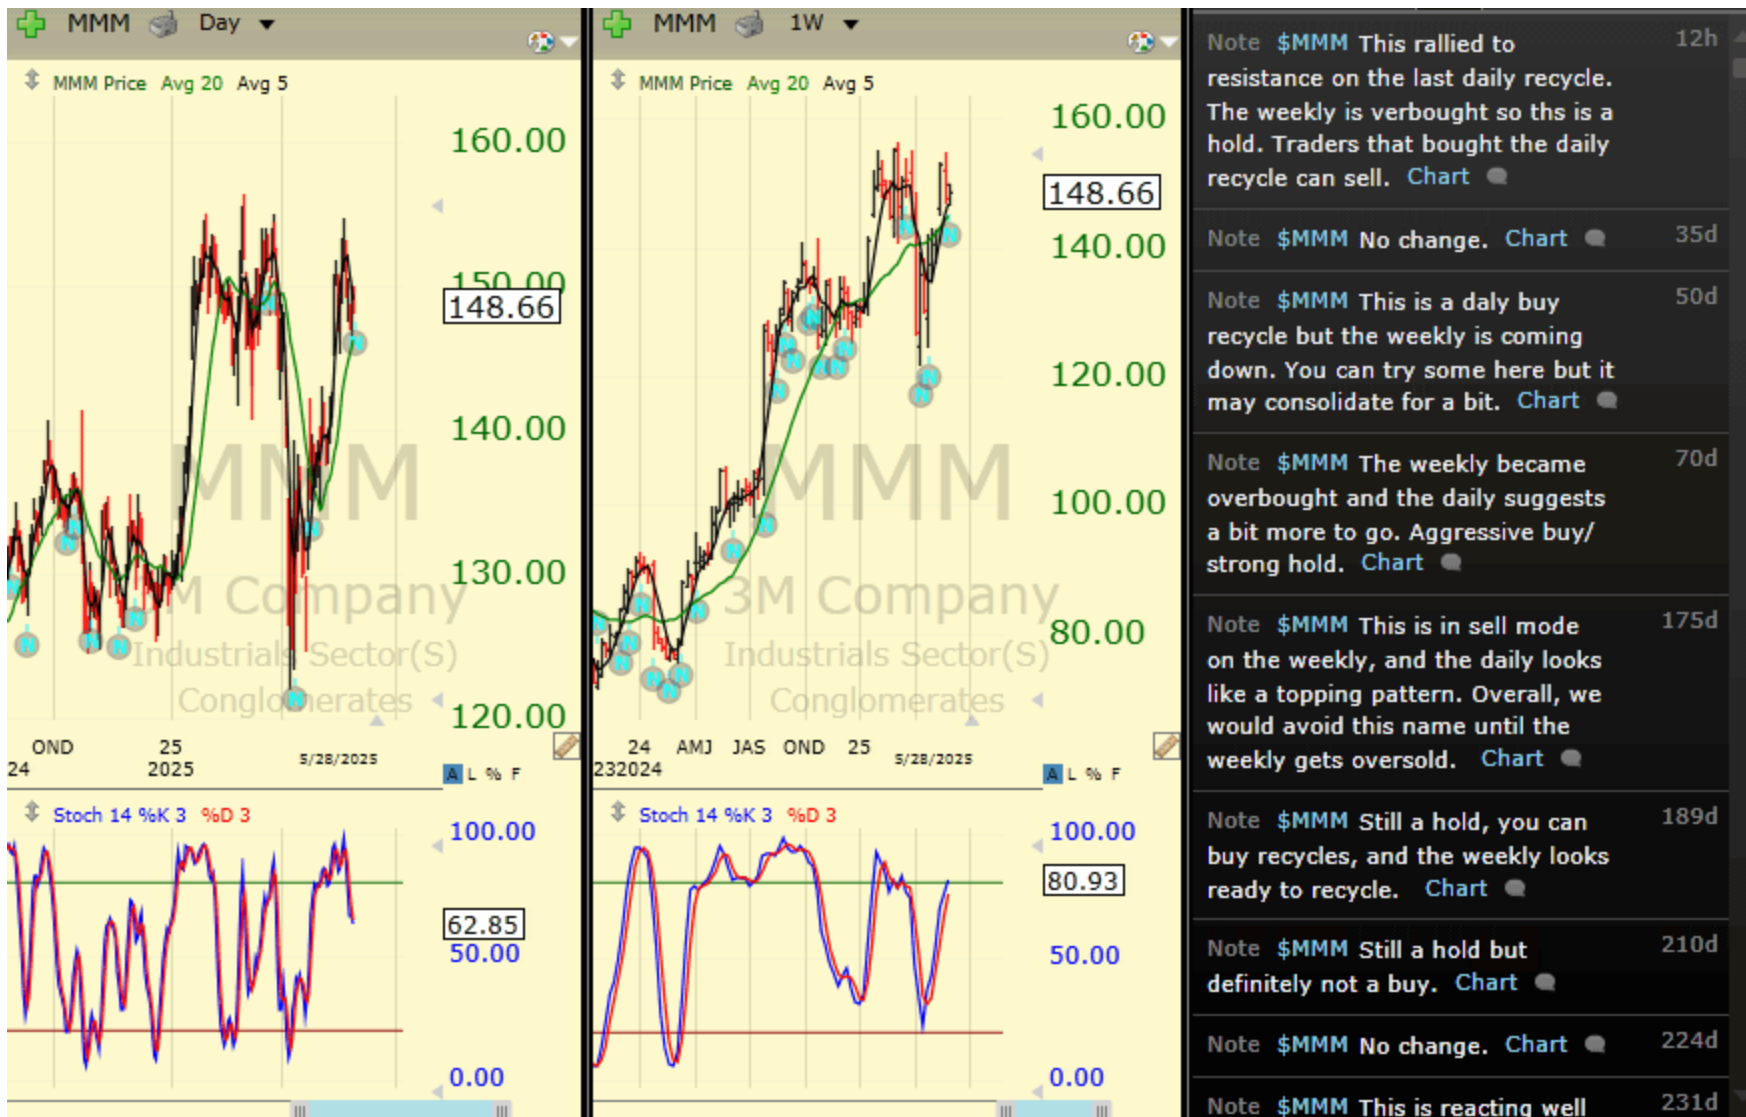 MMM Day
MMM Price Avg 20 Avg 5
160.00
150.00
148.66
140.00
130.00
120.00
MMM
3M Company
Industrials Sector(S)
Conglomerates
OND 25
24 2025 5/28/2025
A L % F
Stoch 14 %K 3 %D 3
100.00
62.85
50.00
0.00
MMM 1W
MMM Price Avg 20 Avg 5
160.00
148.66
140.00
120.00
100.00
80.00
MMM
3M Company
Industrials Sector(S)
Conglomerates
24 AMJ JAS OND 25
232024 5/28/2025
A L % F
Stoch 14 %K 3 %D 3
100.00
80.93
50.00
0.00
Note $MMM This rallied to 12h
resistance on the last daily recycle.
The weekly is verbought so ths is a
hold. Traders that bought the daily
recycle can sell. Chart
Note $MMM No change. Chart 35d
Note $MMM This is a daly buy 50d
recycle but the weekly is coming
down. You can try some here but it
may consolidate for a bit. Chart
Note $MMM The weekly became 70d
overbought and the daily suggests
a bit more to go. Aggressive buy/
strong hold. Chart
Note $MMM This is in sell mode 175d
on the weekly, and the daily looks
like a topping pattern. Overall, we
would avoid this name until the
weekly gets oversold. Chart
Note $MMM Still a hold, you can 189d
buy recycles, and the weekly looks
ready to recycle. Chart
Note $MMM Still a hold but 210d
definitely not a buy. Chart
Note $MMM No change. Chart 224d
Note $MMM This is reacting well 231d